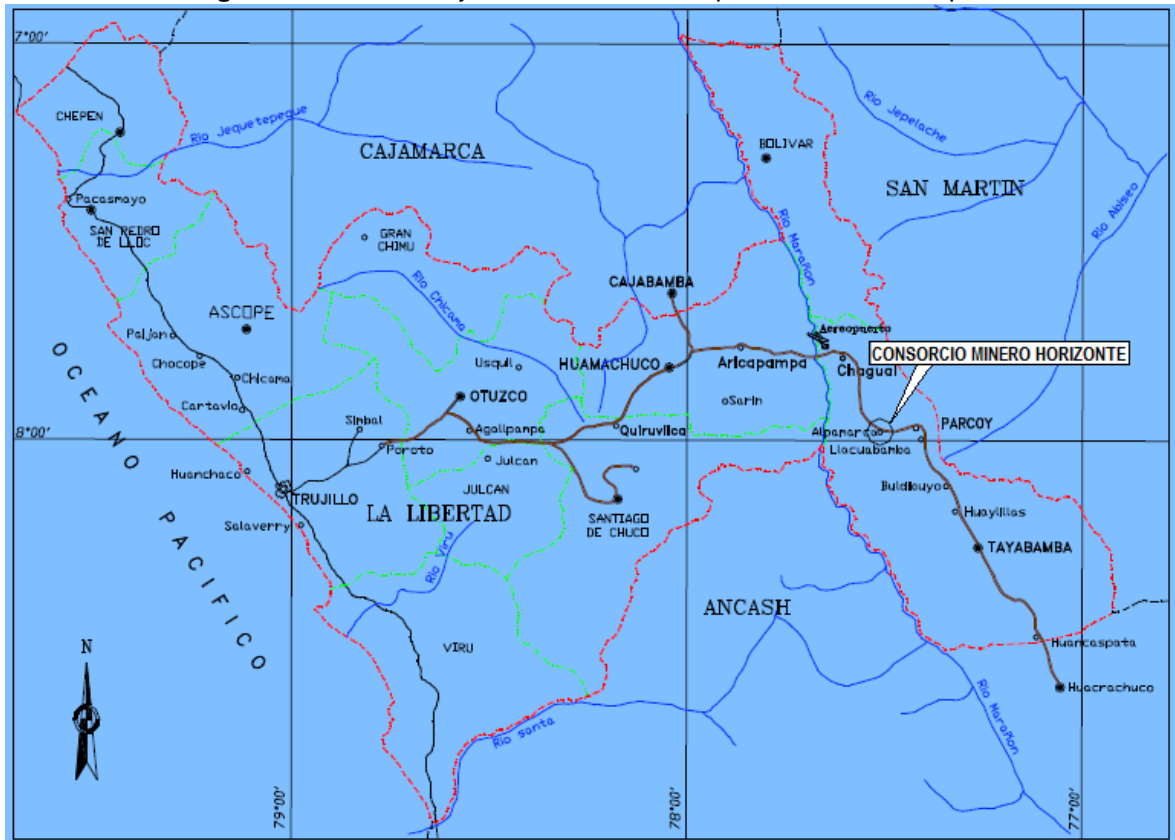 7°00'
CHEPEN
Rio Jequetepeque
CAJAMARCA
BOLIVAR
Rio Jepelache
SAN MARTIN
Rio Abiseo
Pacasmayo
SAN PEDRO
DE LLOC
GRAN
CHIMU
Rio Marañon
Rio Chicama
CAJABAMBA
ASCOPE
Paijan
Chocope
Chicama
Cartavio
Usquil
HUAMACHUCO
Aricapampa
Aereopuerto
Chagual
CONSORCIO MINERO HORIZONTE
OTUZCO
Sarin
Sinbal
Agallpanpa
Quiruvilca
Alpamarca
PARCOY
8°00'
Poroto
Llacuabamba
Huanchaco
Julcan
JULCAN
Buldibuyo
TRUJILLO
LA LIBERTAD
SANTIAGO
DE CHUCO
Huaylillas
Salaverry
TAYABAMBA
OCEANO PACIFICO
Rio Viru
ANCASH
VIRU
Huancaspata
N
Huacrachuco
Rio Marañon
Rio santa
79°00'
78°00'
77°00'